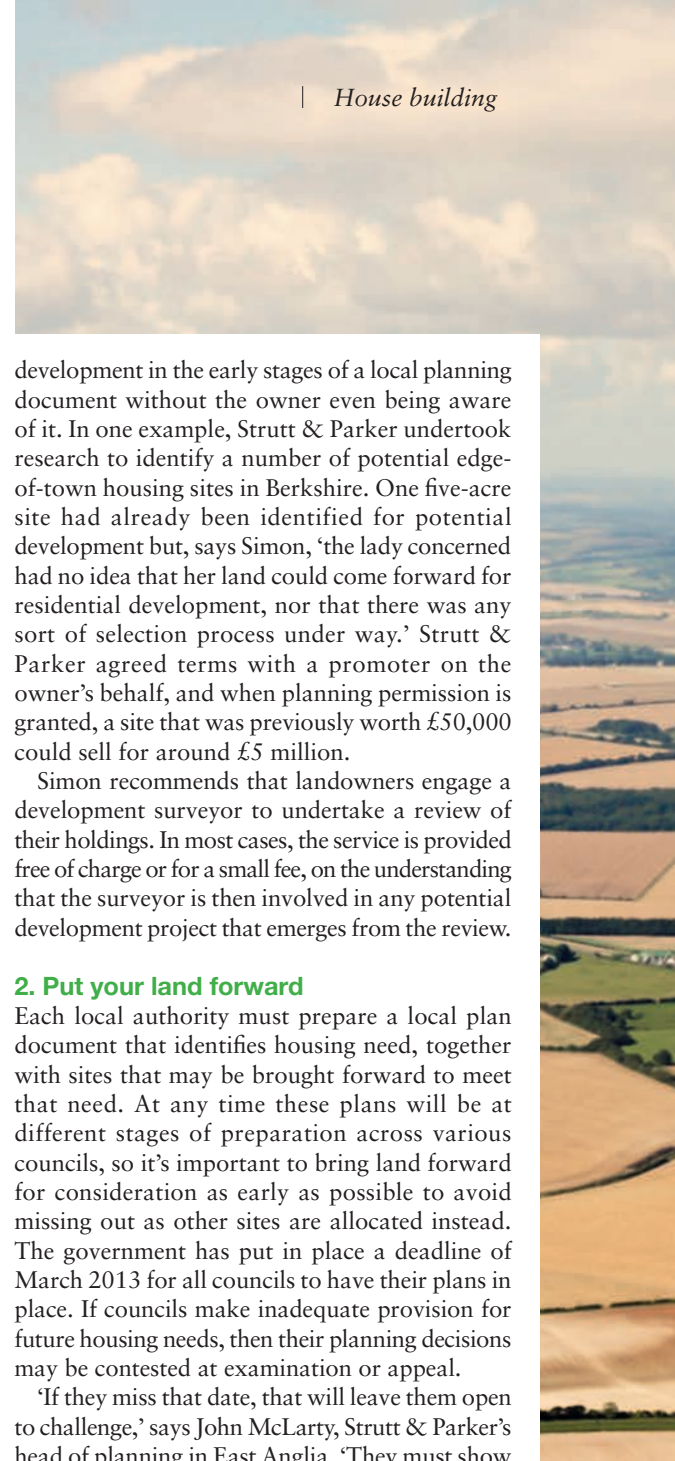 House building
development in the early stages of a local planning
document without the owner even being aware
of it. In one example, Strutt & Parker undertook
research to identify a number of potential edge-
of-town housing sites in Berkshire. One five-acre
site had already been identified for potential
development but, says Simon, ‘the lady concerned
had no idea that her land could come forward for
residential development, nor that there was any
sort of selection process under way.’ Strutt &
Parker agreed terms with a promoter on the
owner’s behalf, and when planning permission is
granted, a site that was previously worth £50,000
could sell for around £5 million.
Simon recommends that landowners engage a
development surveyor to undertake a review of
their holdings. In most cases, the service is provided
free of charge or for a small fee, on the understanding
that the surveyor is then involved in any potential
development project that emerges from the review.
2. Put your land forward
Each local authority must prepare a local plan
document that identifies housing need, together
with sites that may be brought forward to meet
that need. At any time these plans will be at
different stages of preparation across various
councils, so it’s important to bring land forward
for consideration as early as possible to avoid
missing out as other sites are allocated instead.
The government has put in place a deadline of
March 2013 for all councils to have their plans in
place. If councils make inadequate provision for
future housing needs, then their planning decisions
may be contested at examination or appeal.
‘If they miss that date, that will leave them open
to challenge,’ says John McLarty, Strutt & Parker’s
head of planning in East Anglia. ‘They must show